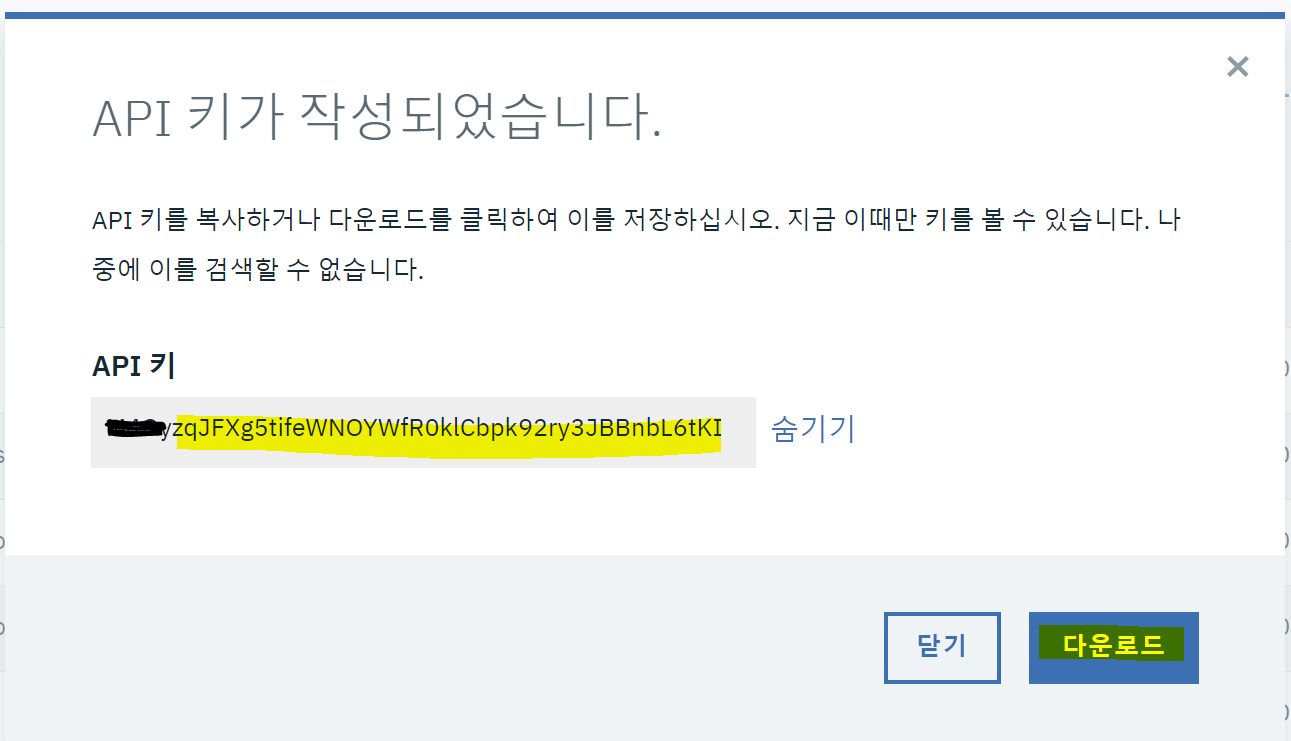 API 키가 작성되었습니다.
API 키를 복사하거나 다운로드를 클릭하여 이를 저장하십시오. 지금 이때만 키를 볼 수 있습니다. 나
중에 이를 검색할 수 없습니다.
API 키
yzqJFXg5tifeWNOYWfR0klCbpk92ry3JBBnbL6tKI 숨기기
닫기 다운로드